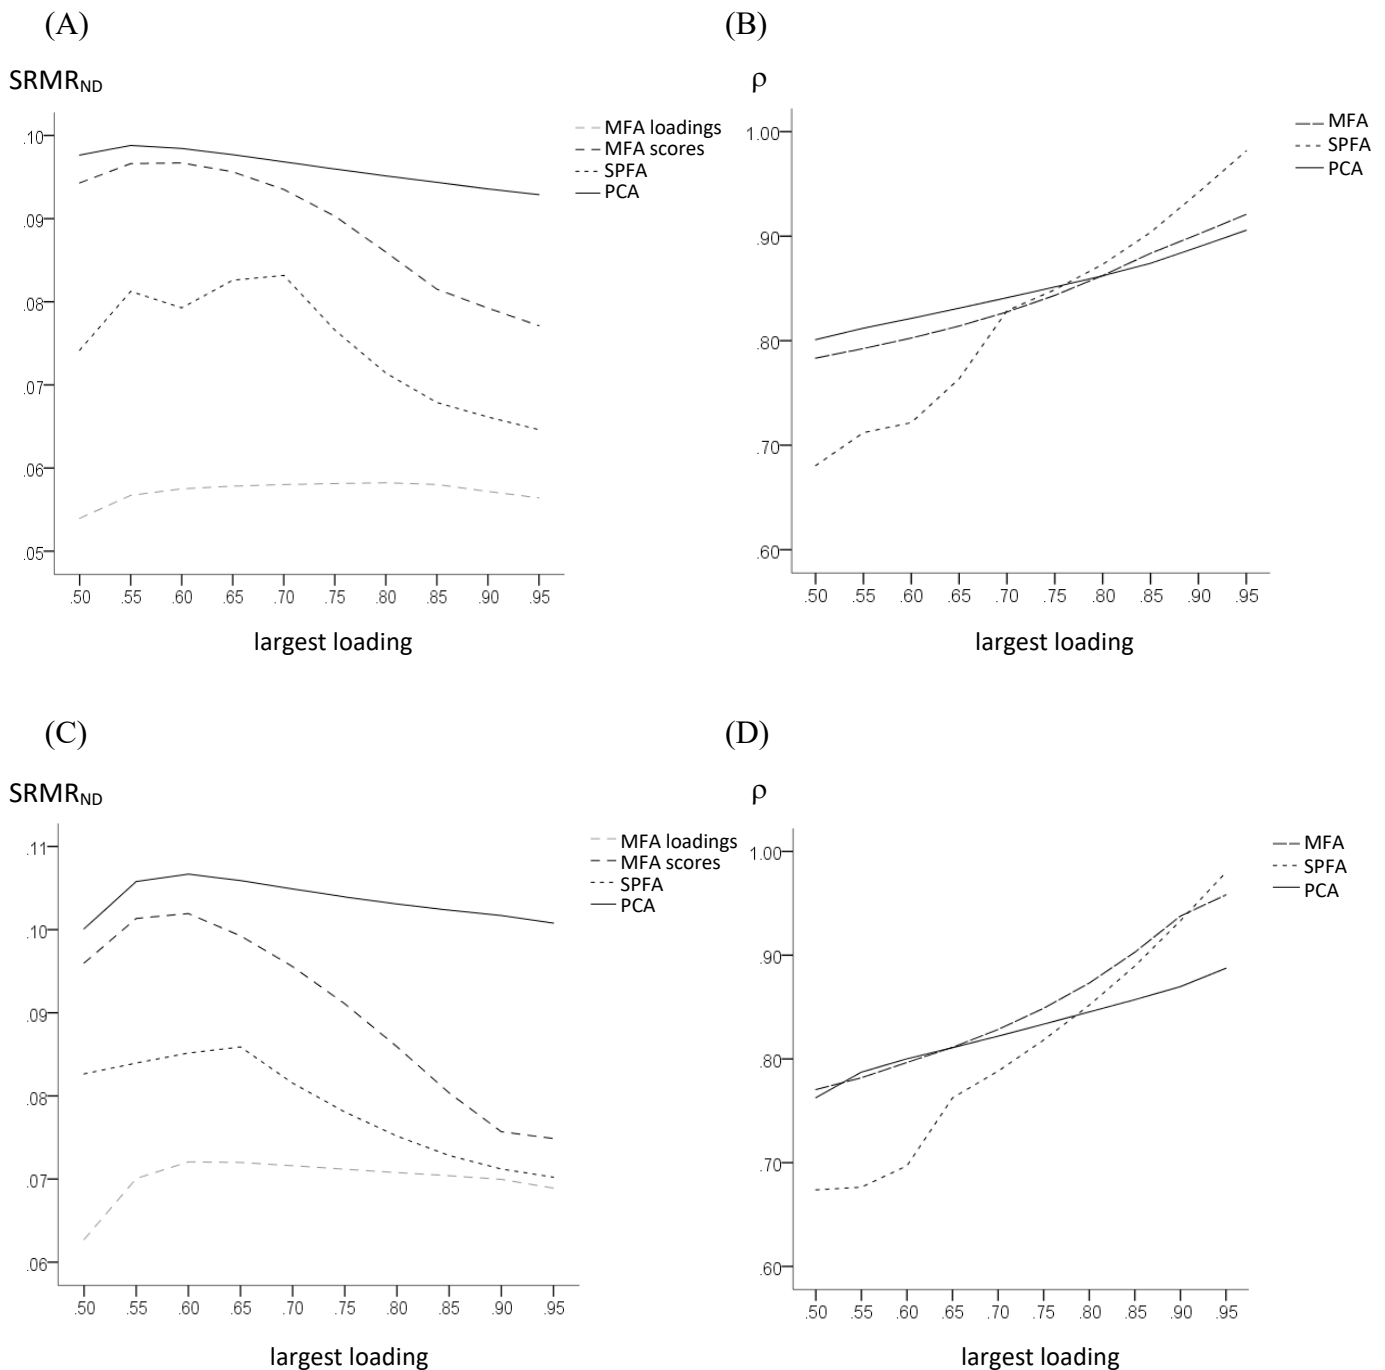 (A)
SRMRND
.10
.09
.08
.07
.06
.05
.50 .55 .60 .65 .70 .75 .80 .85 .90 .95
largest loading
MFA loadings
MFA scores
SPFA
PCA
(B)
ρ
1.00
.90
.80
.70
.60
.50 .55 .60 .65 .70 .75 .80 .85 .90 .95
largest loading
MFA
SPFA
PCA
(C)
SRMRND
.11
.10
.09
.08
.07
.06
.50 .55 .60 .65 .70 .75 .80 .85 .90 .95
largest loading
MFA loadings
MFA scores
SPFA
PCA
(D)
ρ
1.00
.90
.80
.70
.60
.50 .55 .60 .65 .70 .75 .80 .85 .90 .95
largest loading
MFA
SPFA
PCA